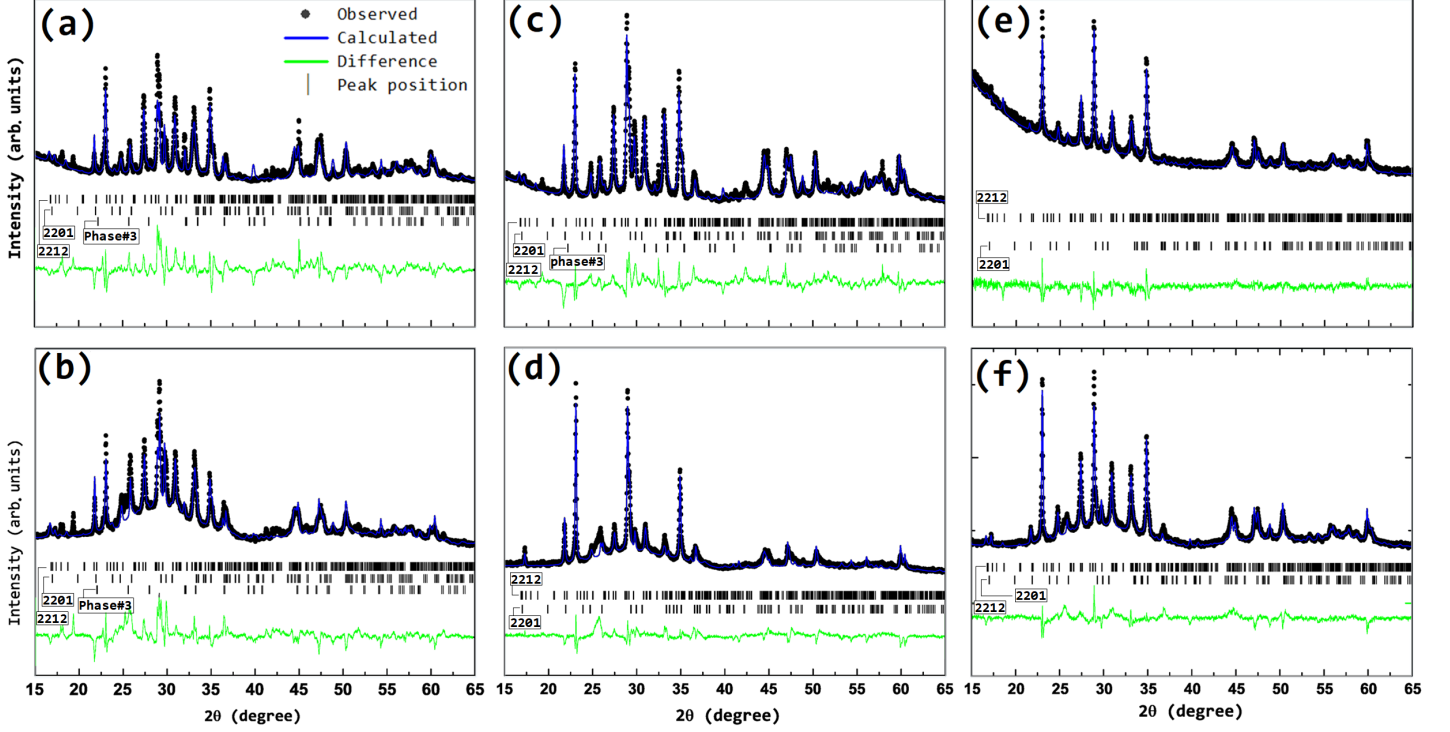 (a)
Observed
Calculated
Difference
Peak position
Intensity (arb. units)
2201
2212
Phase#3
(c)
2201
2212
phase#3
(e)
2212
2201
(b)
Intensity (arb. units)
2201
2212
Phase#3
15 20 25 30 35 40 45 50 55 60 65
2θ (degree)
(d)
2212
2201
15 20 25 30 35 40 45 50 55 60 65
2θ (degree)
(f)
2201
2212
15 20 25 30 35 40 45 50 55 60 65
2θ (degree)